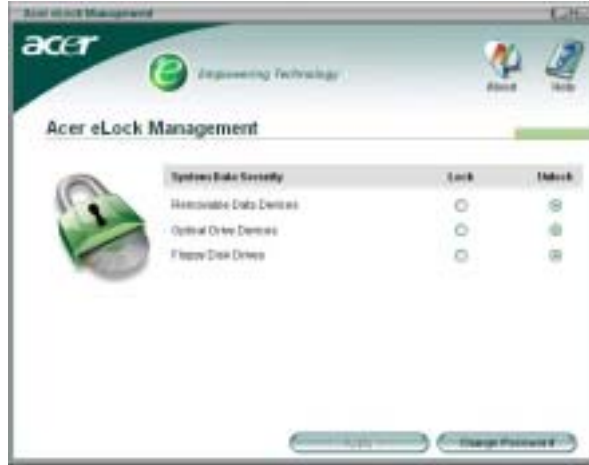 Acer eLock Management
acer
e Empowering Technology
About Help
Acer eLock Management
System Data Security Lock Unlock
Removable Data Devices
Optical Drive Devices
Floppy Disk Drives
Apply Change Password